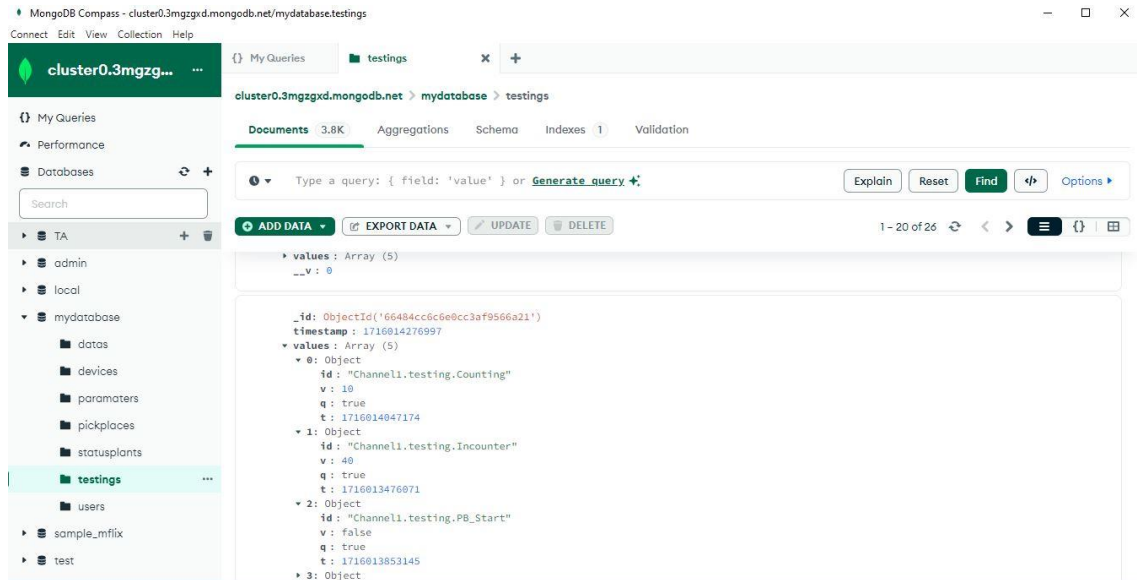 MongoDB Compass - cluster0.3mgzgxd.mongodb.net/mydatabase.testings
Connect Edit View Collection Help
cluster0.3mgzg... ...
{} My Queries
Performance
Databases
Search
TA
admin
local
mydatabase
datas
devices
paramaters
pickplaces
statusplants
testings ...
users
sample_mflix
test
{} My Queries testings
cluster0.3mgzgxd.mongodb.net > mydatabase > testings
Documents 3.8K Aggregations Schema Indexes 1 Validation
Type a query: { field: 'value' } or Generate query Explain Reset Find </> Options
ADD DATA EXPORT DATA UPDATE DELETE 1 – 20 of 26 {}
values : Array (5)
__v : 0
_id: ObjectId('66484cc6c6e0cc3af9566a21')
timestamp : 1716014276997
values : Array (5)
0: Object
id : "Channel1.testing.Counting"
v : 10
q : true
t : 1716014047174
1: Object
id : "Channel1.testing.Incounter"
v : 40
q : true
t : 1716013476071
2: Object
id : "Channel1.testing.PB_Start"
v : false
q : true
t : 1716013853145
3: Object